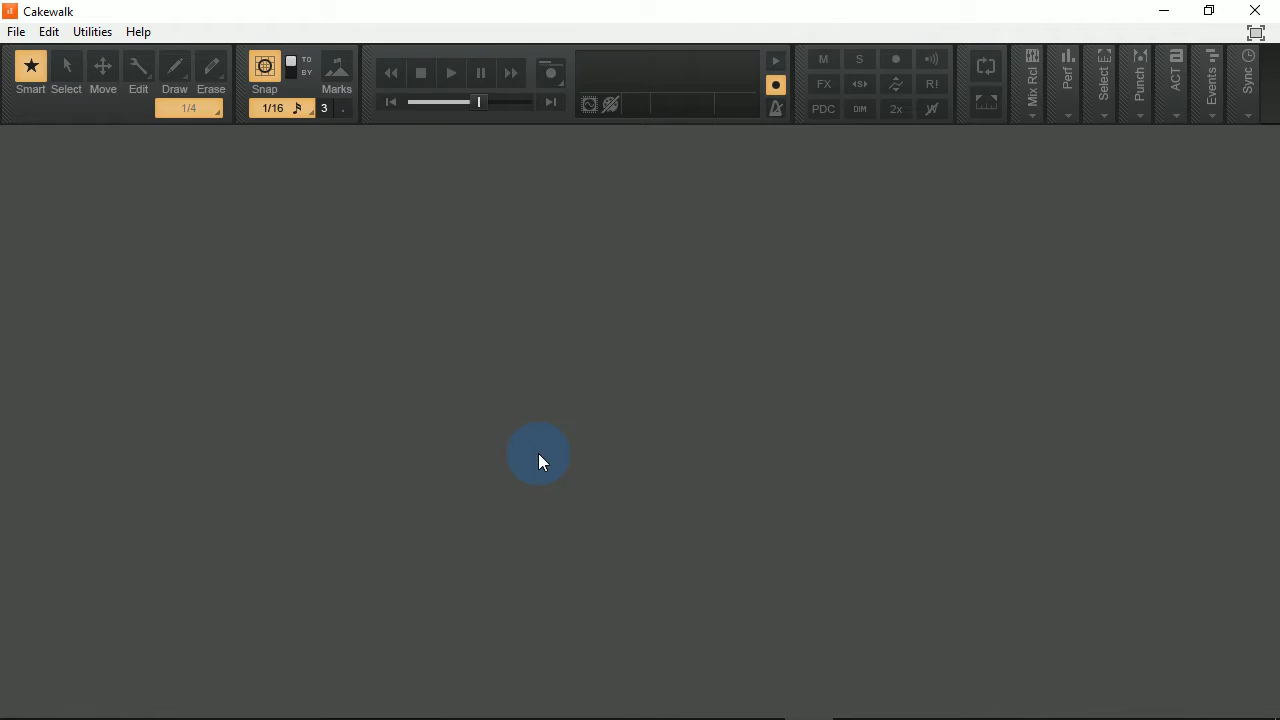 Cakewalk
File Edit Utilities Help
Smart Select Move Edit Draw Erase
1/4
Snap TO BY Marks
1/16 3 .
M S
FX R!
PDC DIM 2x W
Mix Rcl
Perf
Select
Punch
ACT
Events
Sync